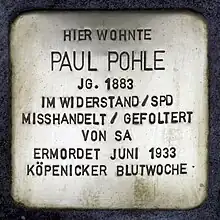 HIER WOHNTE
PAUL POHLE
JG. 1883
IM WIDERSTAND/SPD
MISSHANDELT/GEFOLTERT
VON SA
ERMORDET JUNI 1933
KÖPENICKER BLUTWOCHE